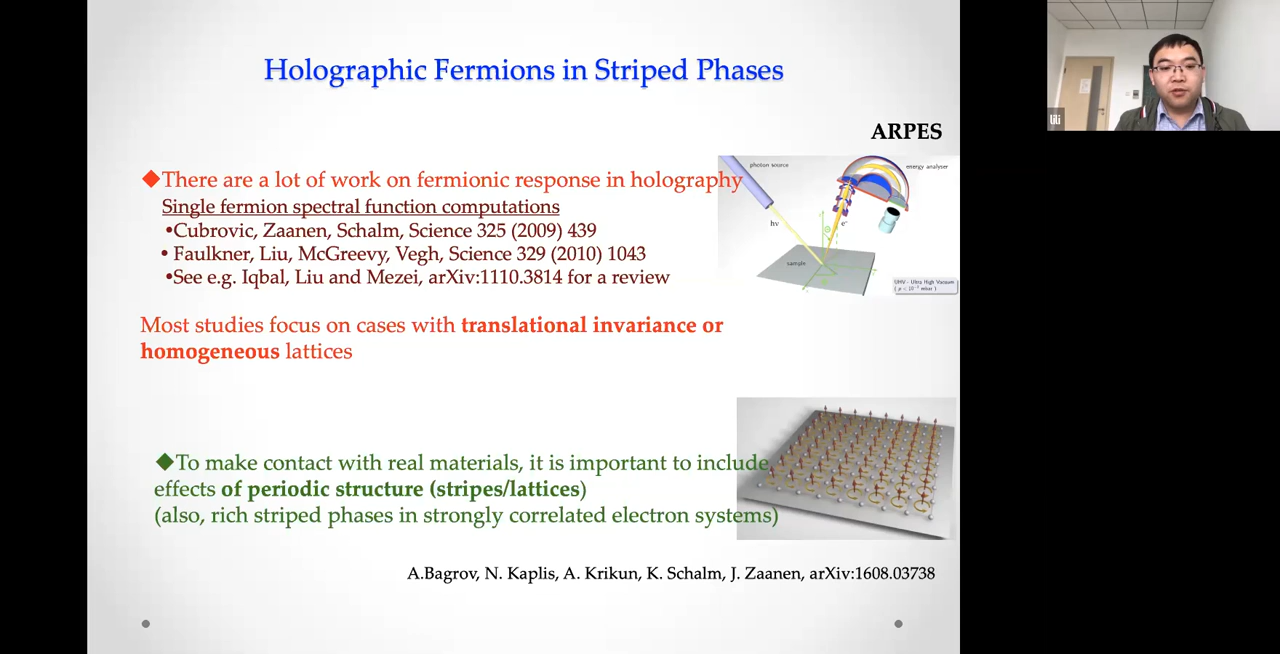 Holographic Fermions in Striped Phases
ARPES
◆There are a lot of work on fermionic response in holography
Single fermion spectral function computations
•Cubrovic, Zaanen, Schalm, Science 325 (2009) 439
• Faulkner, Liu, McGreevy, Vegh, Science 329 (2010) 1043
•See e.g. Iqbal, Liu and Mezei, arXiv:1110.3814 for a review
photon source
energy analyser
hν
e⁻
sample
UHV - Ultra High Vacuum
Most studies focus on cases with translational invariance or
homogeneous lattices
◆To make contact with real materials, it is important to include
effects of periodic structure (stripes/lattices)
(also, rich striped phases in strongly correlated electron systems)
A.Bagrov, N. Kaplis, A. Krikun, K. Schalm, J. Zaanen, arXiv:1608.03738